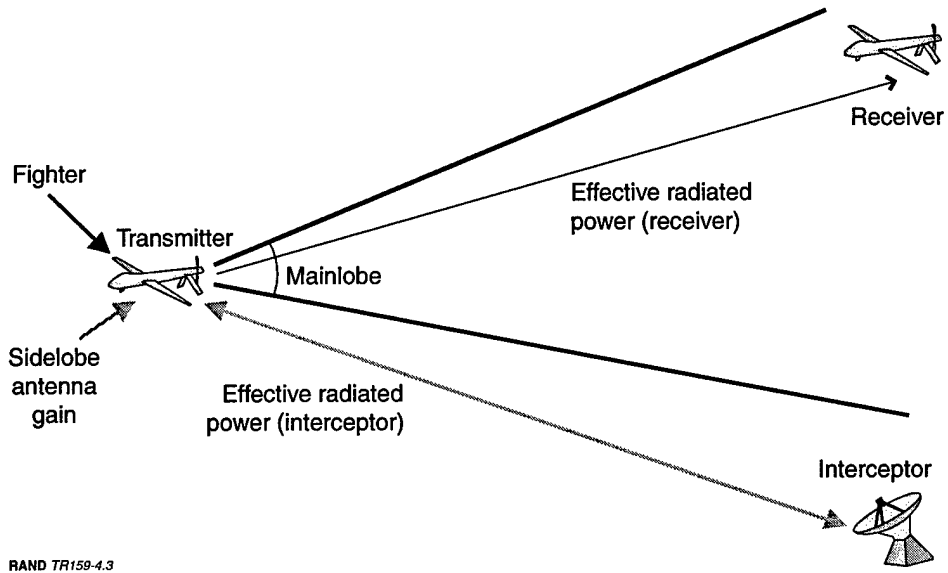 Receiver
Effective radiated
power (receiver)
Fighter
Transmitter
Mainlobe
Sidelobe
antenna
gain
Effective radiated
power (interceptor)
Interceptor
RAND TR159-4.3